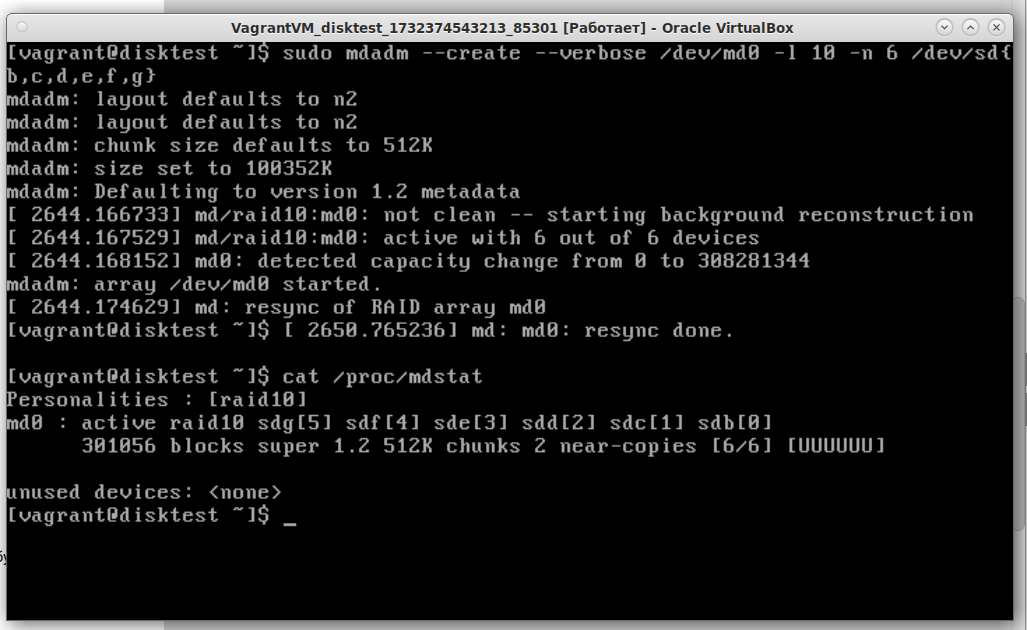 VagrantVM_disktest_1732374543213_85301 [Работает] - Oracle VirtualBox
[vagrant@disktest ~]$ sudo mdadm --create --verbose /dev/md0 -l 10 -n 6 /dev/sd{
b,c,d,e,f,g}
mdadm: layout defaults to n2
mdadm: layout defaults to n2
mdadm: chunk size defaults to 512K
mdadm: size set to 100352K
mdadm: Defaulting to version 1.2 metadata
[ 2644.166733] md/raid10:md0: not clean -- starting background reconstruction
[ 2644.167529] md/raid10:md0: active with 6 out of 6 devices
[ 2644.168152] md0: detected capacity change from 0 to 308281344
mdadm: array /dev/md0 started.
[ 2644.174629] md: resync of RAID array md0
[vagrant@disktest ~]$ [ 2650.765236] md: md0: resync done.
[vagrant@disktest ~]$ cat /proc/mdstat
Personalities : [raid10]
md0 : active raid10 sdg[5] sdf[4] sde[3] sdd[2] sdc[1] sdb[0]
      301056 blocks super 1.2 512K chunks 2 near-copies [6/6] [UUUUUU]
unused devices: <none>
[vagrant@disktest ~]$ _